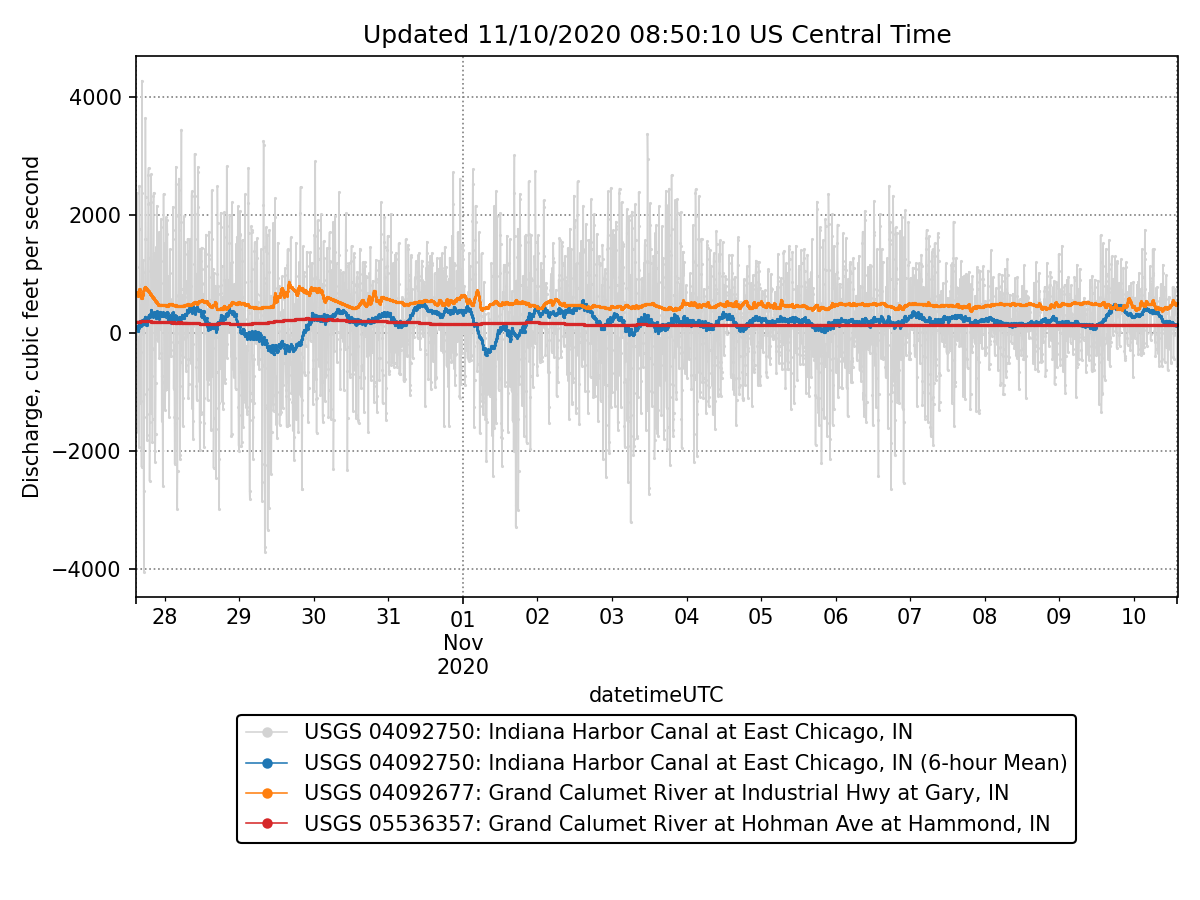 Updated 11/10/2020 08:50:10 US Central Time
Discharge, cubic feet per second
4000
2000
0
−2000
−4000
28 29 30 31 01 02 03 04 05 06 07 08 09 10
Nov
2020
datetimeUTC
USGS 04092750: Indiana Harbor Canal at East Chicago, IN
USGS 04092750: Indiana Harbor Canal at East Chicago, IN (6-hour Mean)
USGS 04092677: Grand Calumet River at Industrial Hwy at Gary, IN
USGS 05536357: Grand Calumet River at Hohman Ave at Hammond, IN